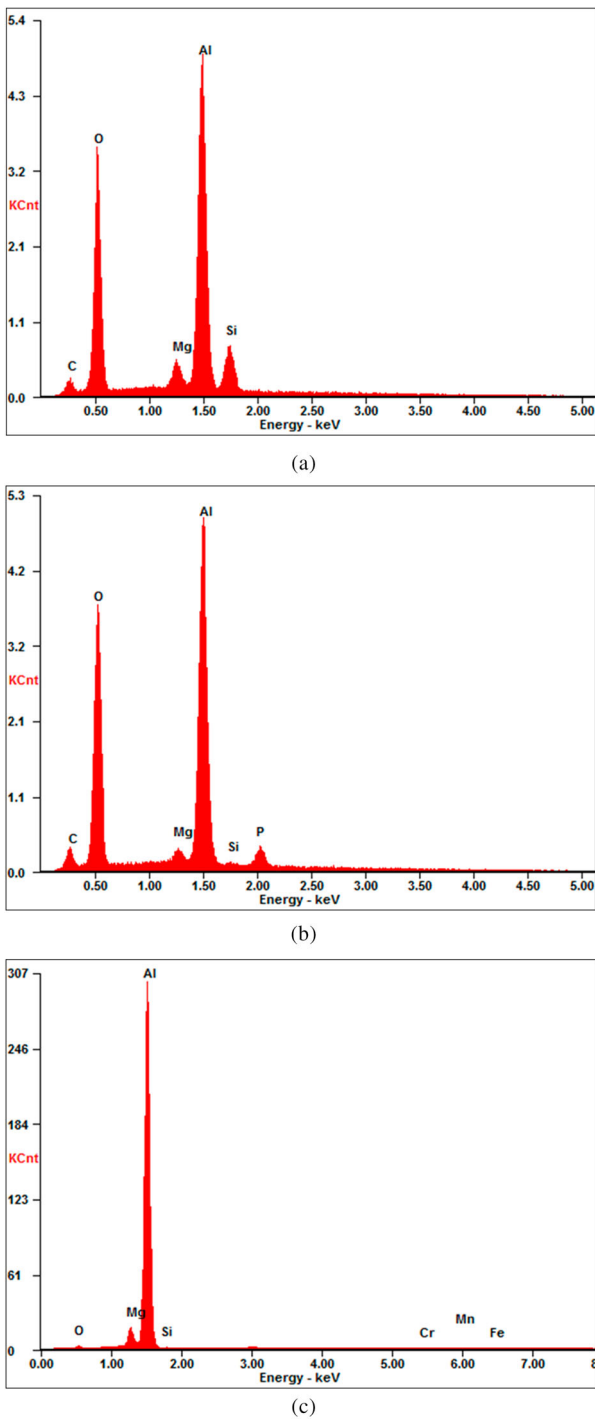 5.4
Al
4.3
O
3.2
KCnt
2.1
1.1
Mg
Si
C
0.0
0.50 1.00 1.50 2.00 2.50 3.00 3.50 4.00 4.50 5.00
Energy - keV
(a)
5.3
Al
4.2
O
3.2
KCnt
2.1
1.1
C
Mg
Si
P
0.0
0.50 1.00 1.50 2.00 2.50 3.00 3.50 4.00 4.50 5.00
Energy - keV
(b)
307
Al
246
184
KCnt
123
61
O
Mg
Si
Cr
Mn
Fe
0
0.00 1.00 2.00 3.00 4.00 5.00 6.00 7.00 8
Energy - keV
(c)